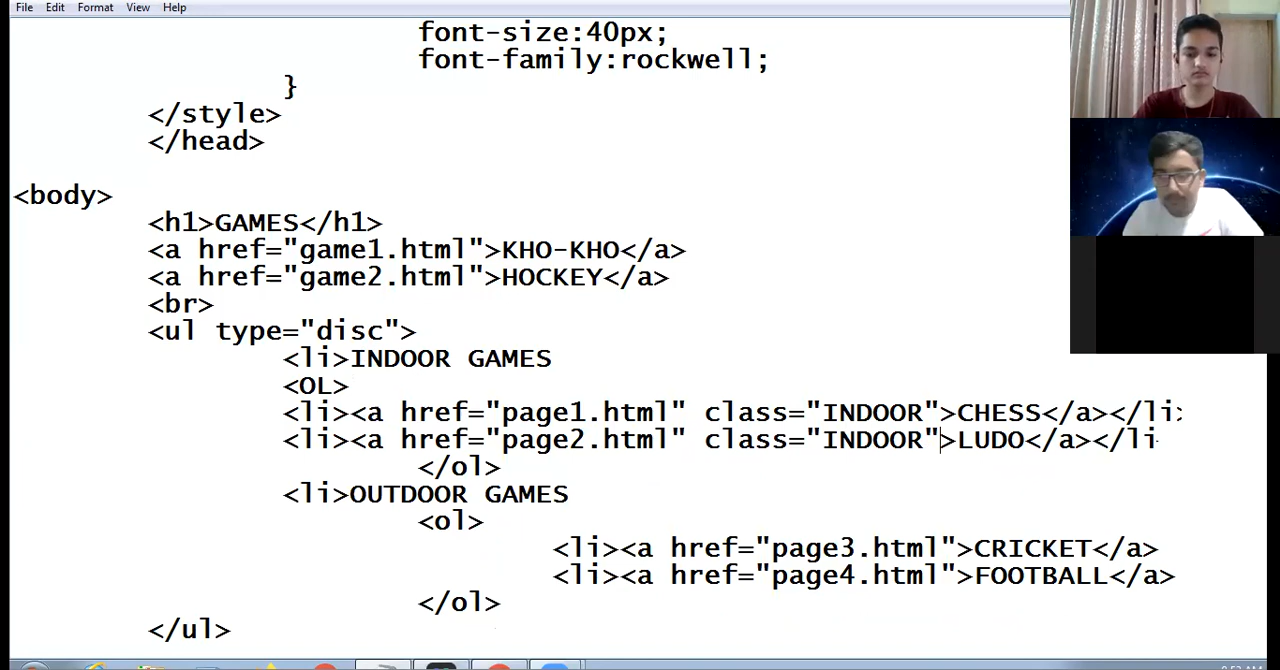 File Edit Format View Help
font-size:40px;
font-family:rockwell;
}
</style>
</head>
<body>
<h1>GAMES</h1>
<a href="game1.html">KHO-KHO</a>
<a href="game2.html">HOCKEY</a>
<br>
<ul type="disc">
<li>INDOOR GAMES
<OL>
<li><a href="page1.html" class="INDOOR">CHESS</a></li>
<li><a href="page2.html" class="INDOOR">LUDO</a></li
</ol>
<li>OUTDOOR GAMES
<ol>
<li><a href="page3.html">CRICKET</a>
<li><a href="page4.html">FOOTBALL</a>
</ol>
</ul>